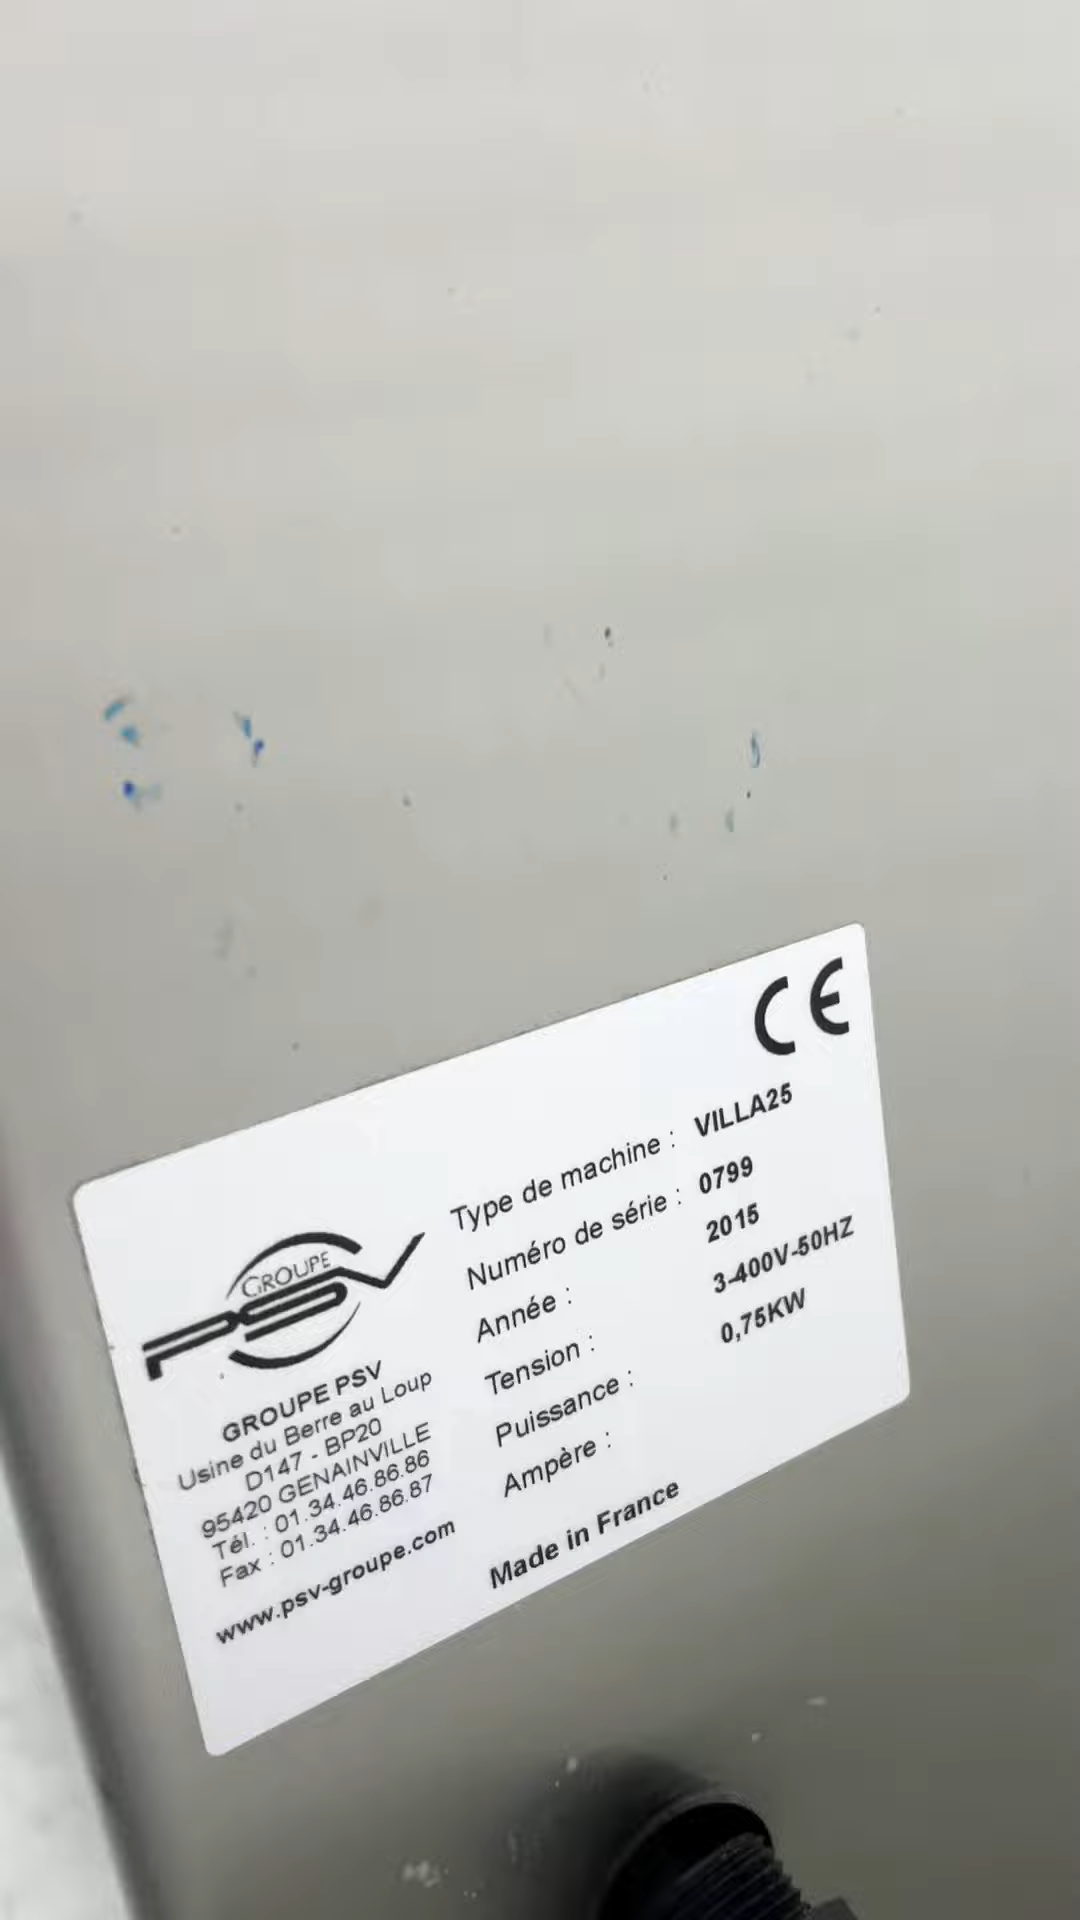 CE
Type de machine : VILLA25
Numéro de série : 0799
Année : 2015
Tension : 3-400V-50HZ
Puissance : 0,75KW
Ampère :
Made in France
GROUPE
PSV
GROUPE PSV
Usine du Berre au Loup
D147 - BP20
95420 GENAINVILLE
Tél. : 01.34.46.86.86
Fax : 01.34.46.86.87
www.psv-groupe.com